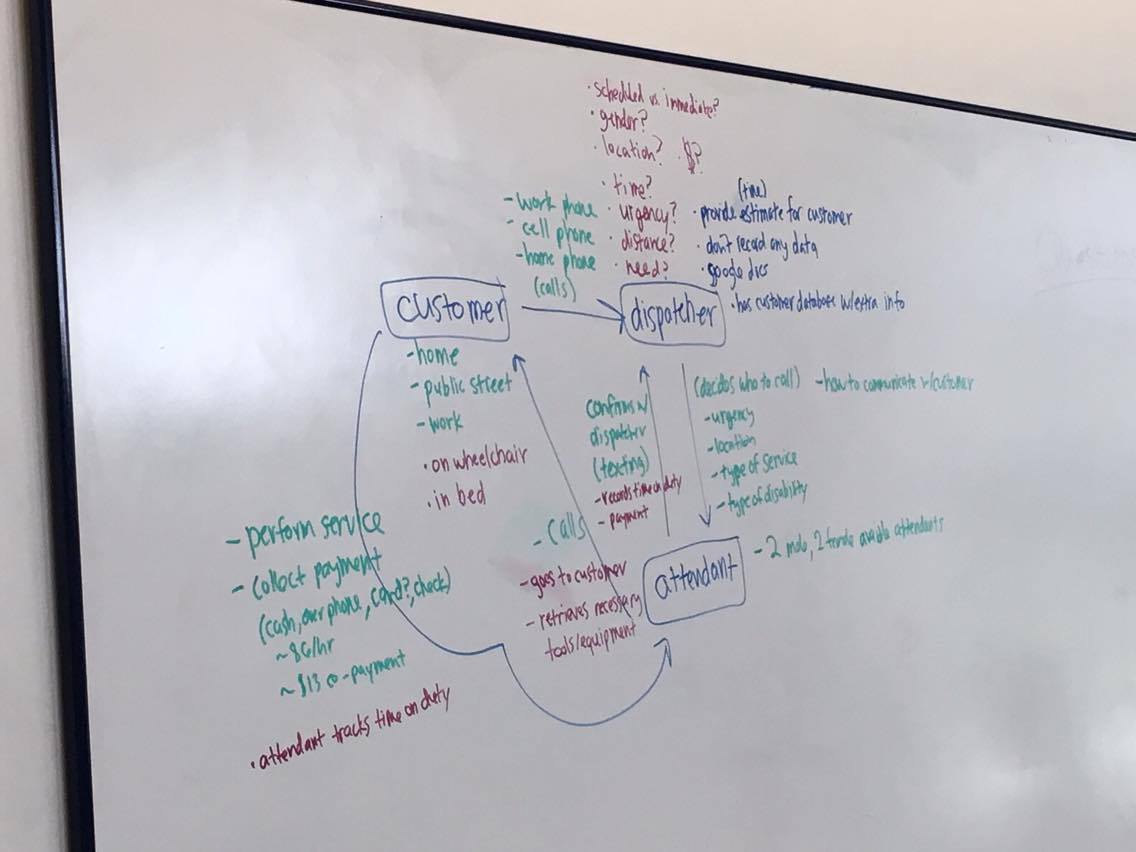 · scheduled vs. immediate?
· gender?
· location? · $?
· time?
· urgency?
· distance?
· need?
- work phone
- cell phone
- home phone
(calls)
(time)
· provide estimate for customer
· don't record any data
· google docs
· has customer database w/extra info
customer
dispatcher
- home
- public street
- work
· on wheelchair
· in bed
confirms w/
dispatcher
(texting)
- records time on duty
- payment
(decides who to call) - how to communicate w/customer
- urgency
- location
- type of service
- type of disability
- calls
- goes to customer
- retrieves necessary
tools/equipment
attendant
- 2 male, 2 female
attendants
- perform service
- collect payment
(cash, over phone, card?, check)
/hr
~ $13 co-payment
· attendant tracks time on duty